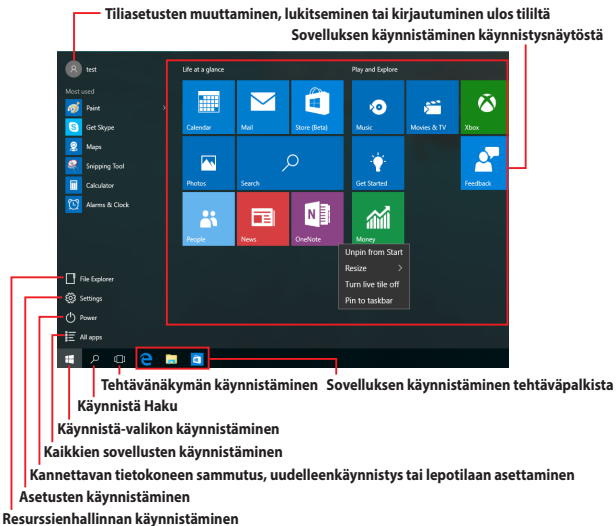 Tiliasetusten muuttaminen, lukitseminen tai kirjautuminen ulos tililtä
Sovelluksen käynnistäminen käynnistysnäytöstä
test
Life at a glance
Play and Explore
Most used
Paint
Get Skype
Maps
Snipping Tool
Calculator
Alarms & Clock
Calendar
Mail
Store (Beta)
Music
Movies & TV
Xbox
Photos
Search
Get Started
Feedback
People
News
OneNote
Money
Unpin from Start
Resize
Turn live tile off
Pin to taskbar
File Explorer
Settings
Power
All apps
Tehtävänäkymän käynnistäminen
Sovelluksen käynnistäminen tehtäväpalkista
Käynnistä Haku
Käynnistä-valikon käynnistäminen
Kaikkien sovellusten käynnistäminen
Kannettavan tietokoneen sammutus, uudelleenkäynnistys tai lepotilaan asettaminen
Asetusten käynnistäminen
Resurssienhallinnan käynnistäminen